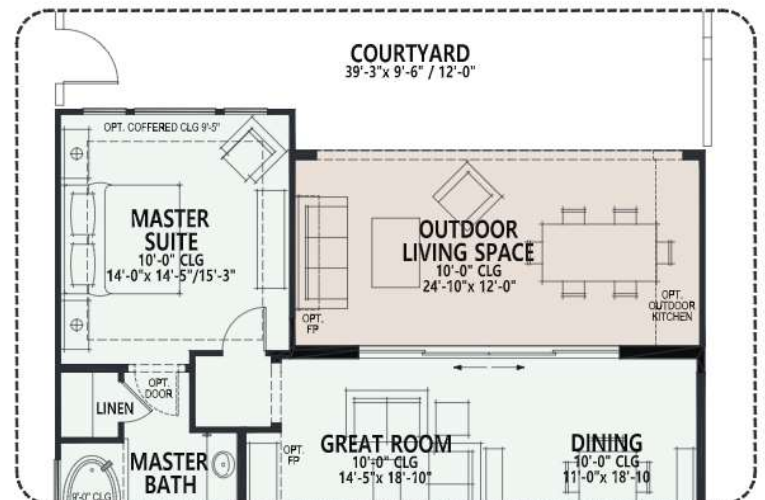 COURTYARD
39'-3"x 9'-6" / 12'-0"
OPT. COFFERED CLG 9'-5"
MASTER
SUITE
10'-0" CLG
14'-0"x 14'-5"/15'-3"
OUTDOOR
LIVING SPACE
10'-0" CLG
24'-10"x 12'-0"
OPT.
FP
OPT.
OUTDOOR
KITCHEN
OPT.
DOOR
LINEN
MASTER
BATH
9'-0" CLG
OPT.
FP
GREAT ROOM
10'-0" CLG
14'-5"x 18'-10"
DINING
10'-0" CLG
11'-0"x 18'-10